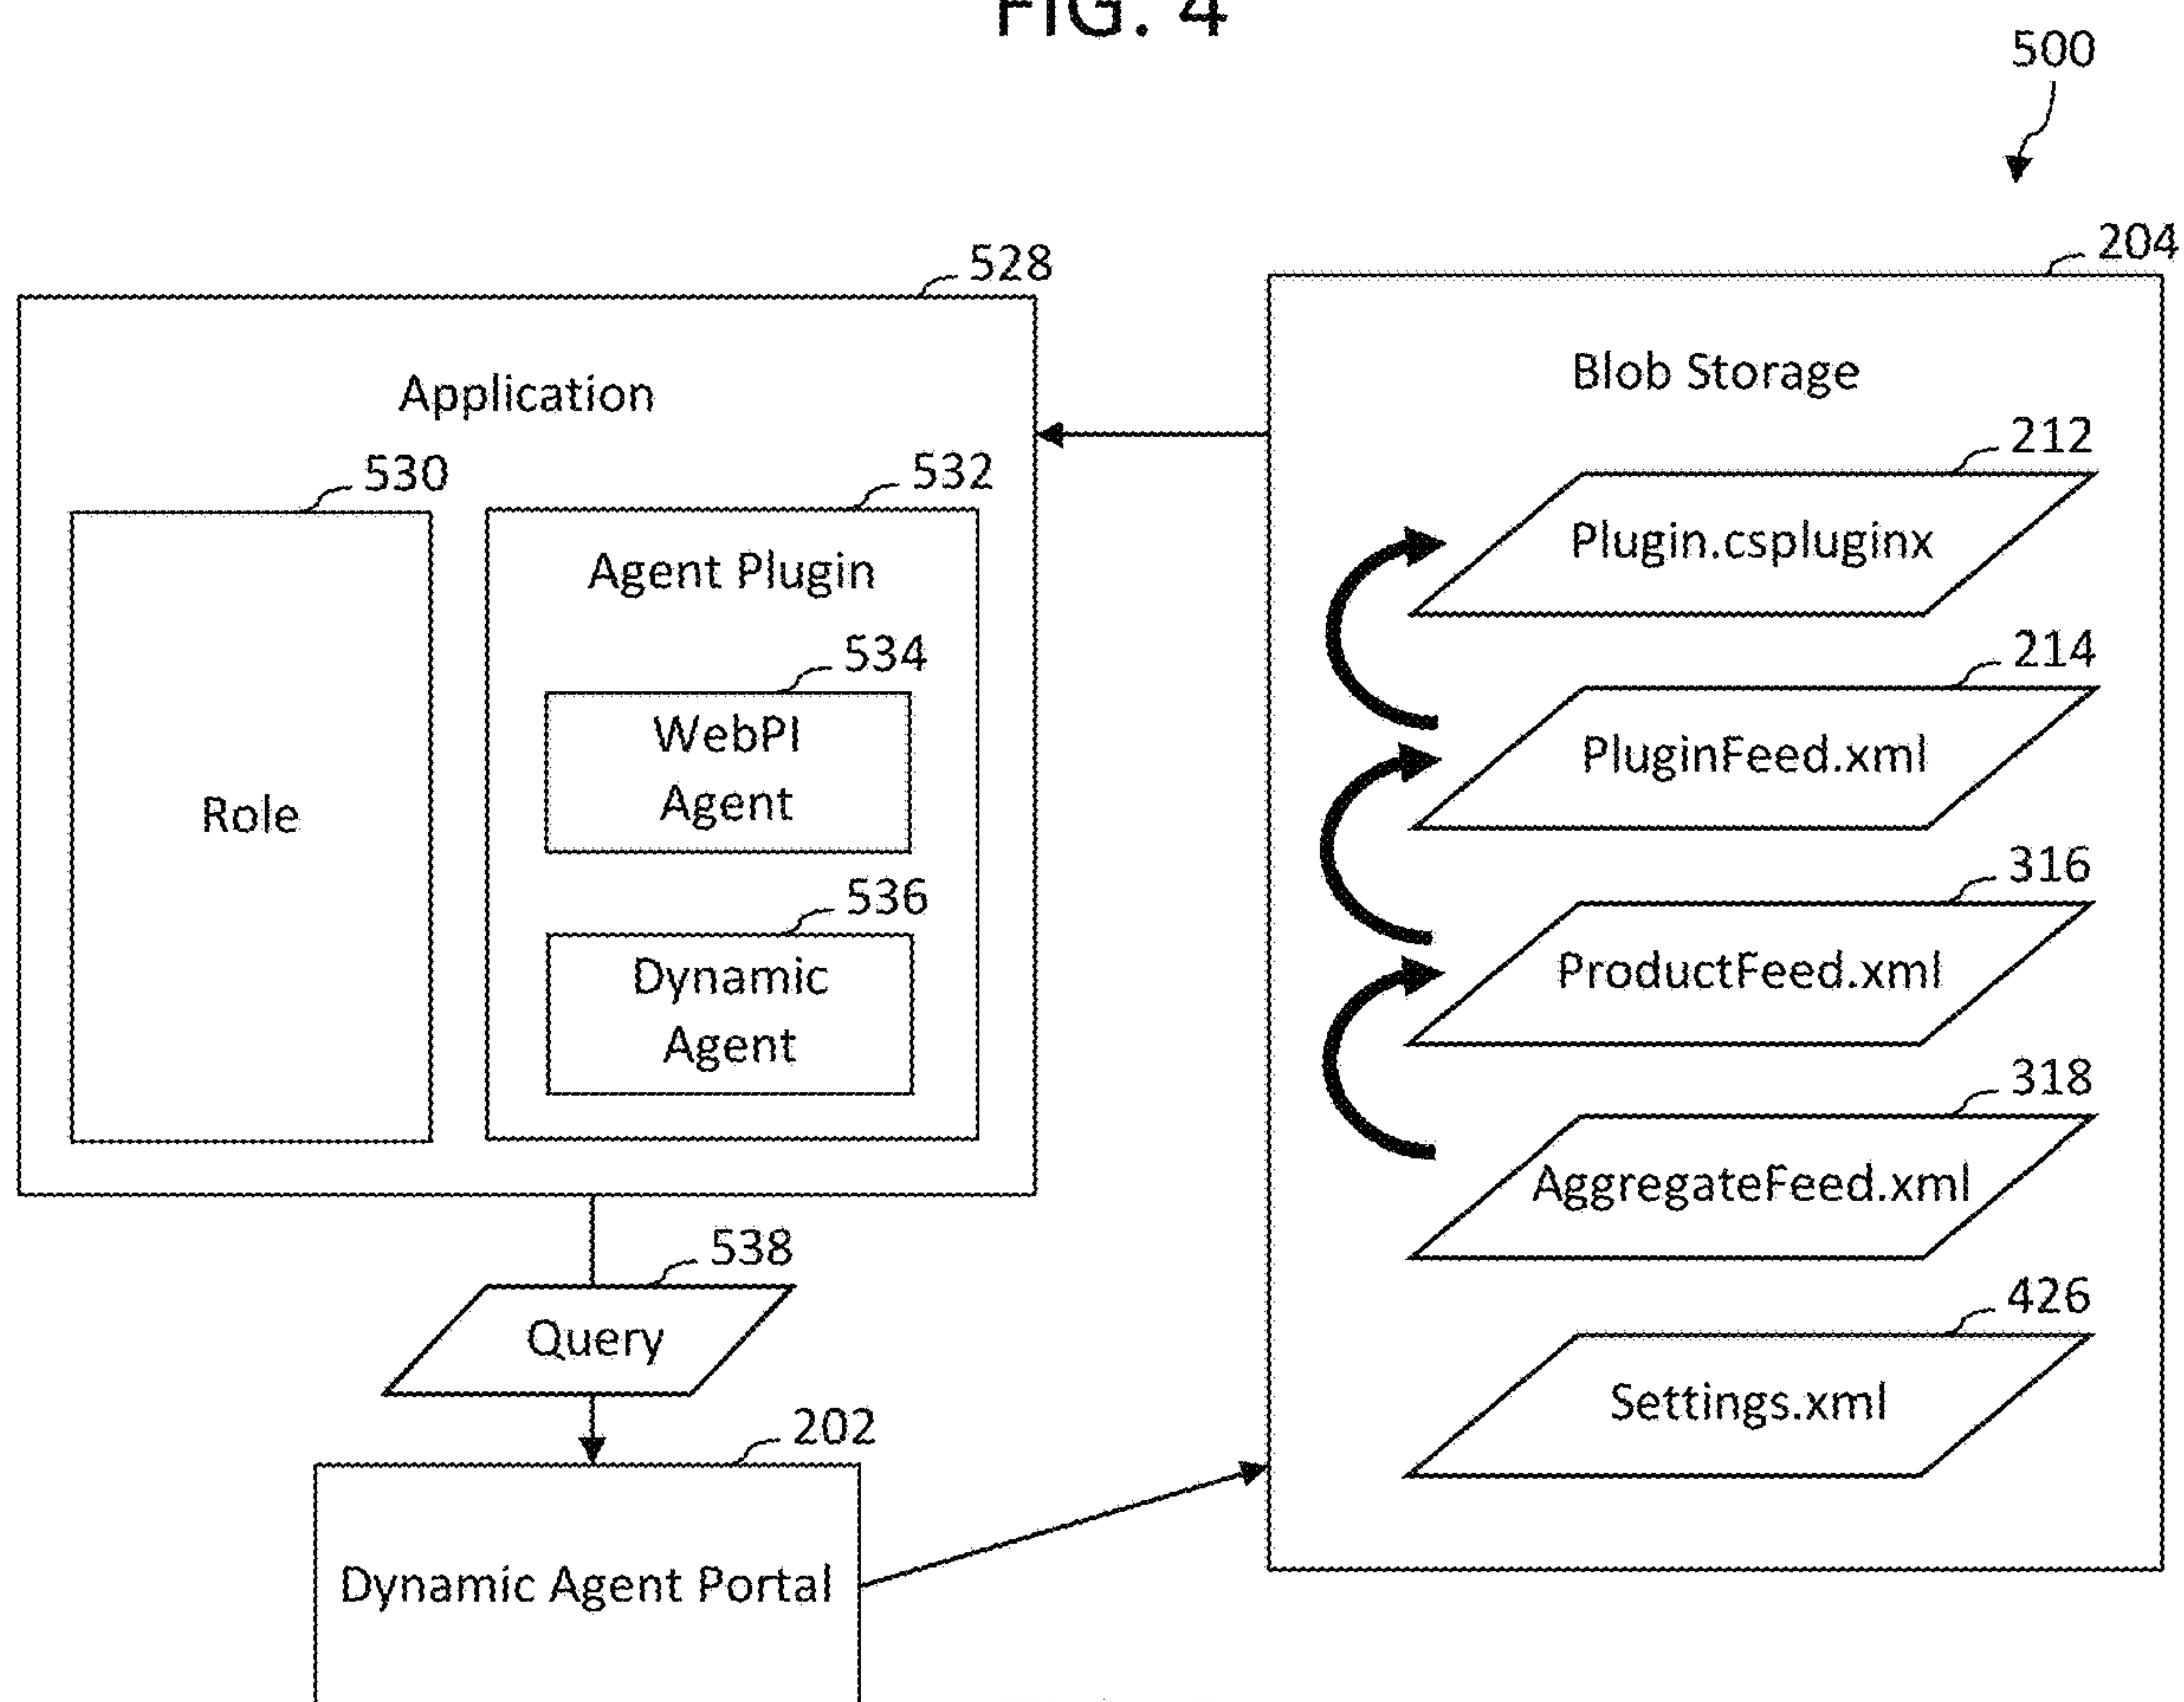 FIG. 4
500
204
528
Application
Blob Storage
530
532
212
Role
Agent Plugin
Plugin.cspluginx
534
WebPI
Agent
214
PluginFeed.xml
536
Dynamic
Agent
316
ProductFeed.xml
318
AggregateFeed.xml
538
Query
426
Settings.xml
202
Dynamic Agent Portal